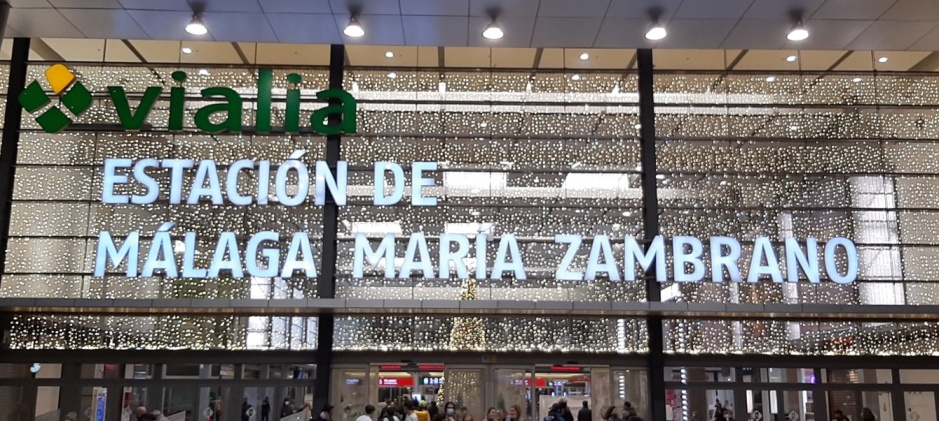 vialia
ESTACIÓN DE
MÁLAGA MARÍA ZAMBRANO